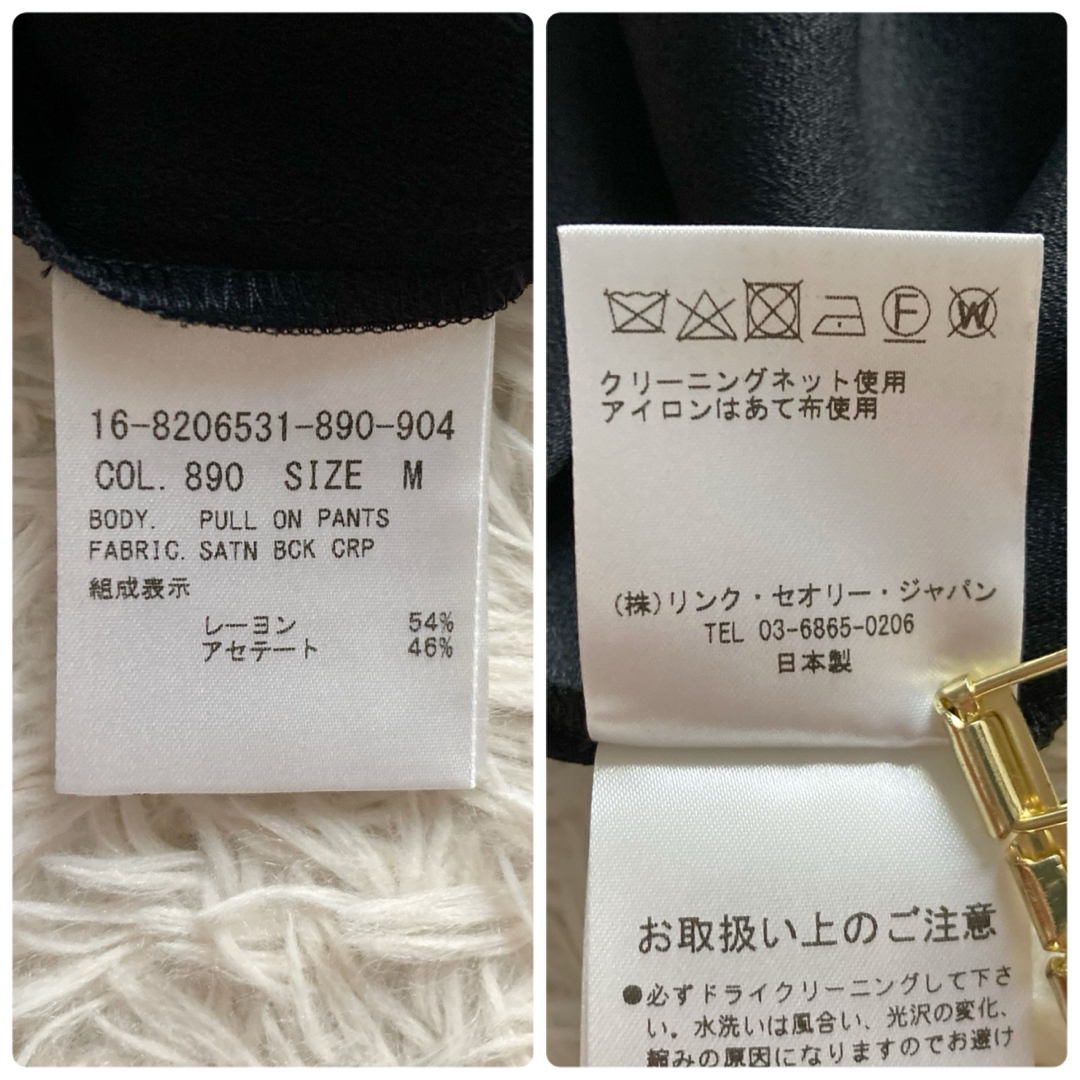 16-8206531-890-904
COL. 890 SIZE M
BODY. PULL ON PANTS
FABRIC. SATN BCK CRP
組成表示
レーヨン 54%
アセテート 46%
F W
クリーニングネット使用
アイロンはあて布使用
(株)リンク・セオリー・ジャパン
TEL 03-6865-0206
日本製
お取扱い上のご注意
●必ずドライクリーニングして下さ
い。水洗いは風合い、光沢の変化、
縮みの原因になりますのでお避け